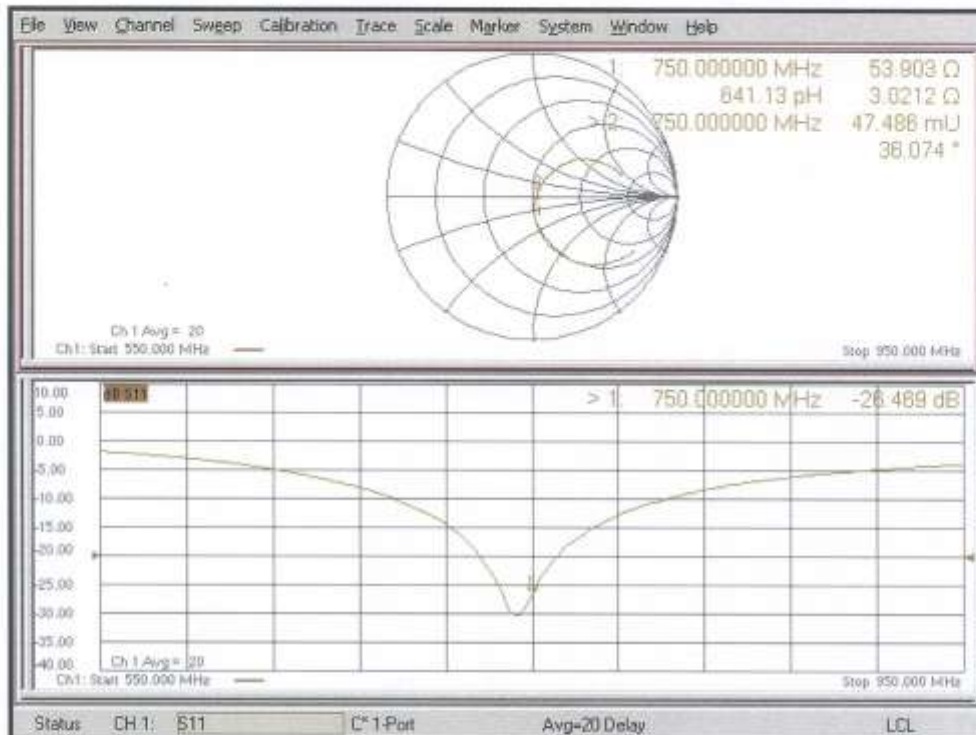 File View Channel Sweep Calibration Trace Scale Marker System Window Help
1: 750.000000 MHz 53.903 Ω
641.13 pH 3.0212 Ω
> 2: 750.000000 MHz 47.486 mU
36.074 °
Ch 1 Avg = 20
Ch1: Start 550.000 MHz
Stop 950.000 MHz
10.00
dB S11
> 1: 750.000000 MHz -26.469 dB
5.00
0.00
-5.00
-10.00
-15.00
-20.00
-25.00
-30.00
-35.00
-40.00
1
Ch 1 Avg = 20
Ch1: Start 550.000 MHz
Stop 950.000 MHz
Status CH 1: S11 C* 1-Port Avg=20 Delay LCL